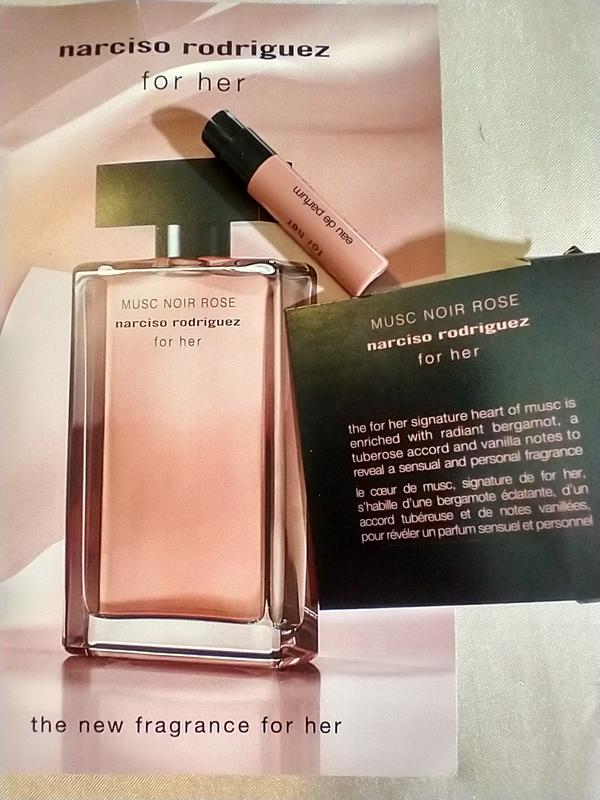 narciso rodriguez
for her
eau de parfum
for her
MUSC NOIR ROSE
narciso rodriguez
for her
MUSC NOIR ROSE
narciso rodriguez
for her
the for her signature heart of musc is
enriched with radiant bergamot, a
tuberose accord and vanilla notes to
reveal a sensual and personal fragrance
le cœur de musc, signature de for her,
s'habille d'une bergamote éclatante, d'un
accord tubéreuse et de notes vanillées,
pour révéler un parfum sensuel et personnel
the new fragrance for her